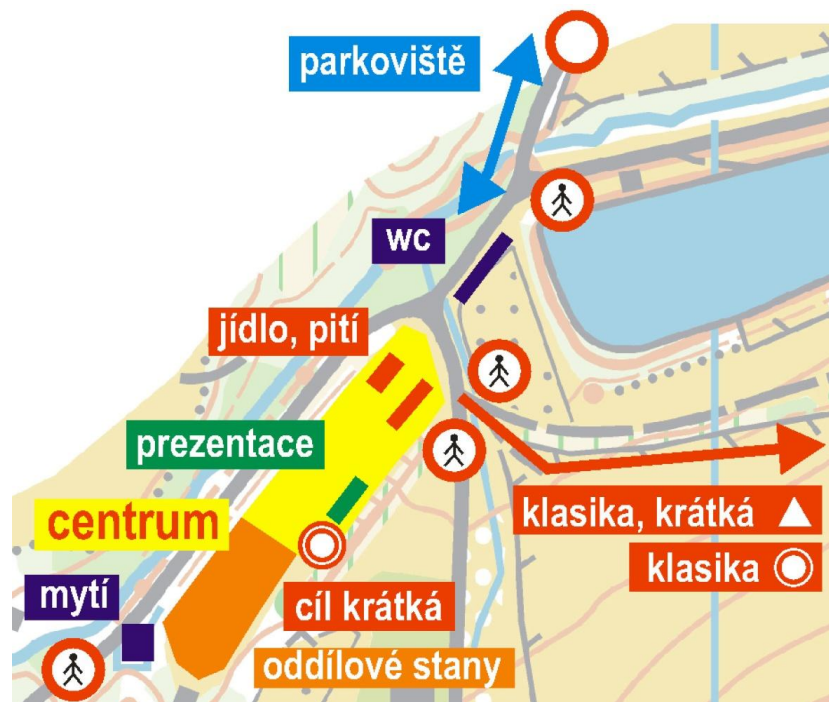 parkoviště
wc
jídlo, pití
prezentace
centrum
klasika, krátká
klasika
mytí
cíl krátká
oddílové stany